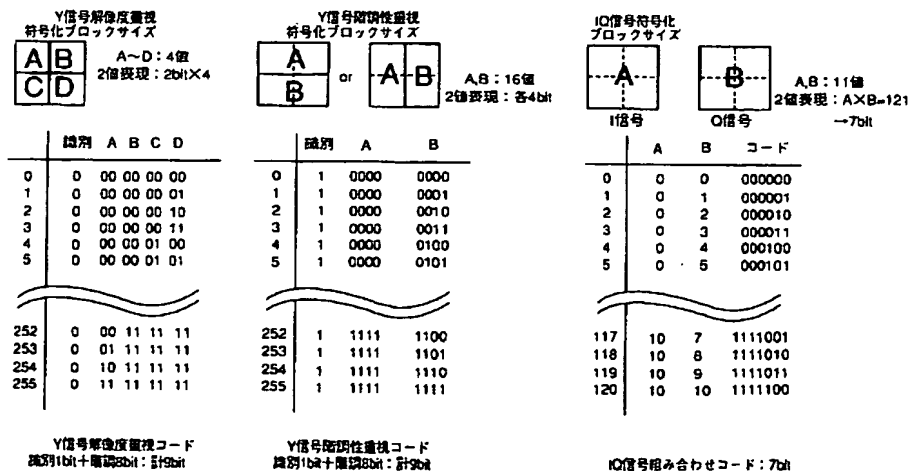 Y信号解像度重視
符号化ブロックサイズ
A B
C D
A～D：4値
2値表現：2bit×4
識別 A B C D
0 0 00 00 00 00
1 0 00 00 00 01
2 0 00 00 00 10
3 0 00 00 00 11
4 0 00 00 01 00
5 0 00 00 01 01
252 0 00 11 11 11
253 0 01 11 11 11
254 0 10 11 11 11
255 0 11 11 11 11
Y信号解像度重視コード
識別1bit＋階調8bit：計9bit
Y信号階調性重視
符号化ブロックサイズ
A
B
or
A B
A,B：16値
2値表現：各4bit
識別 A B
0 1 0000 0000
1 1 0000 0001
2 1 0000 0010
3 1 0000 0011
4 1 0000 0100
5 1 0000 0101
252 1 1111 1100
253 1 1111 1101
254 1 1111 1110
255 1 1111 1111
Y信号階調性重視コード
識別1bit＋階調8bit：計9bit
IQ信号符号化
ブロックサイズ
A
I信号
B
Q信号
A,B：11値
2値表現：A×B=121
→7bit
A B コード
0 0 0 000000
1 0 1 000001
2 0 2 000010
3 0 3 000011
4 0 4 000100
5 0 5 000101
117 10 7 1111001
118 10 8 1111010
119 10 9 1111011
120 10 10 1111100
IQ信号組み合わせコード：7bit